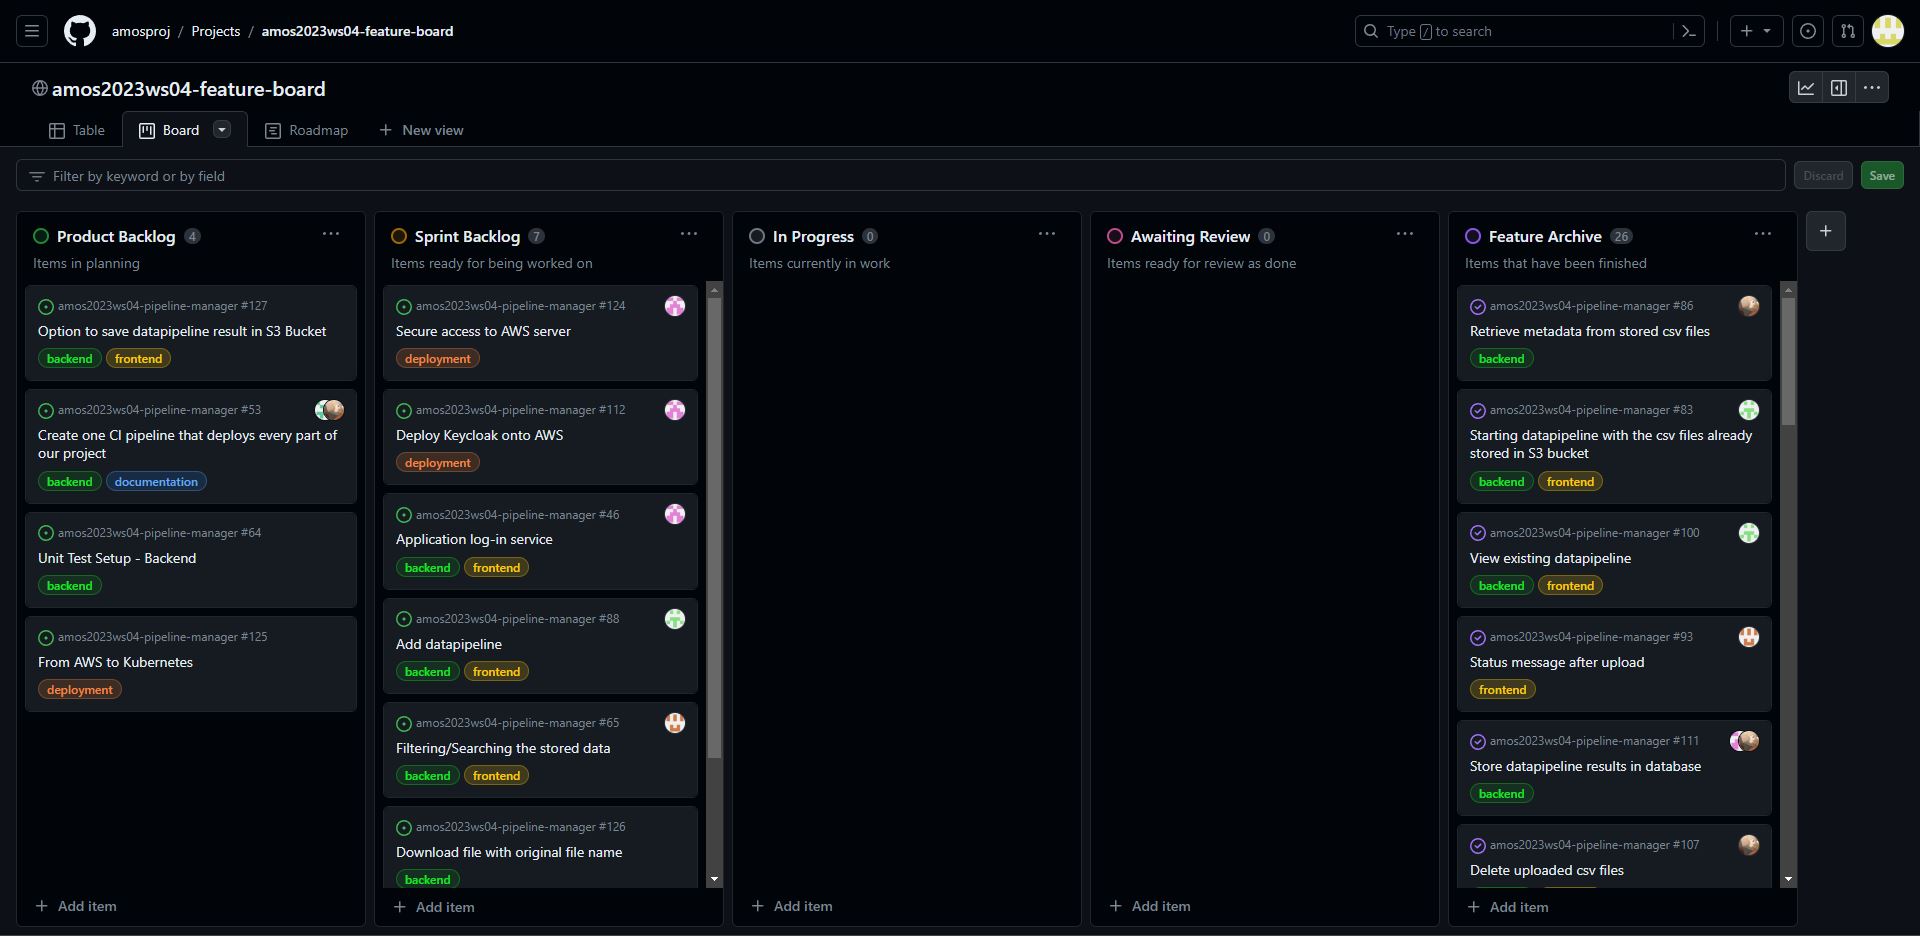 amosproj / Projects / amos2023ws04-feature-board
Type / to search
amos2023ws04-feature-board
Table
Board
Roadmap
New view
Filter by keyword or by field
Discard
Save
Product Backlog 4
Items in planning
amos2023ws04-pipeline-manager #127
Option to save datapipeline result in S3 Bucket
backend frontend
amos2023ws04-pipeline-manager #53
Create one CI pipeline that deploys every part of
our project
backend documentation
amos2023ws04-pipeline-manager #64
Unit Test Setup - Backend
backend
amos2023ws04-pipeline-manager #125
From AWS to Kubernetes
deployment
Add item
Sprint Backlog 7
Items ready for being worked on
amos2023ws04-pipeline-manager #124
Secure access to AWS server
deployment
amos2023ws04-pipeline-manager #112
Deploy Keycloak onto AWS
deployment
amos2023ws04-pipeline-manager #46
Application log-in service
backend frontend
amos2023ws04-pipeline-manager #88
Add datapipeline
backend frontend
amos2023ws04-pipeline-manager #65
Filtering/Searching the stored data
backend frontend
amos2023ws04-pipeline-manager #126
Download file with original file name
backend
Add item
In Progress 0
Items currently in work
Add item
Awaiting Review 0
Items ready for review as done
Add item
Feature Archive 26
Items that have been finished
amos2023ws04-pipeline-manager #86
Retrieve metadata from stored csv files
backend
amos2023ws04-pipeline-manager #83
Starting datapipeline with the csv files already
stored in S3 bucket
backend frontend
amos2023ws04-pipeline-manager #100
View existing datapipeline
backend frontend
amos2023ws04-pipeline-manager #93
Status message after upload
frontend
amos2023ws04-pipeline-manager #111
Store datapipeline results in database
backend
amos2023ws04-pipeline-manager #107
Delete uploaded csv files
Add item